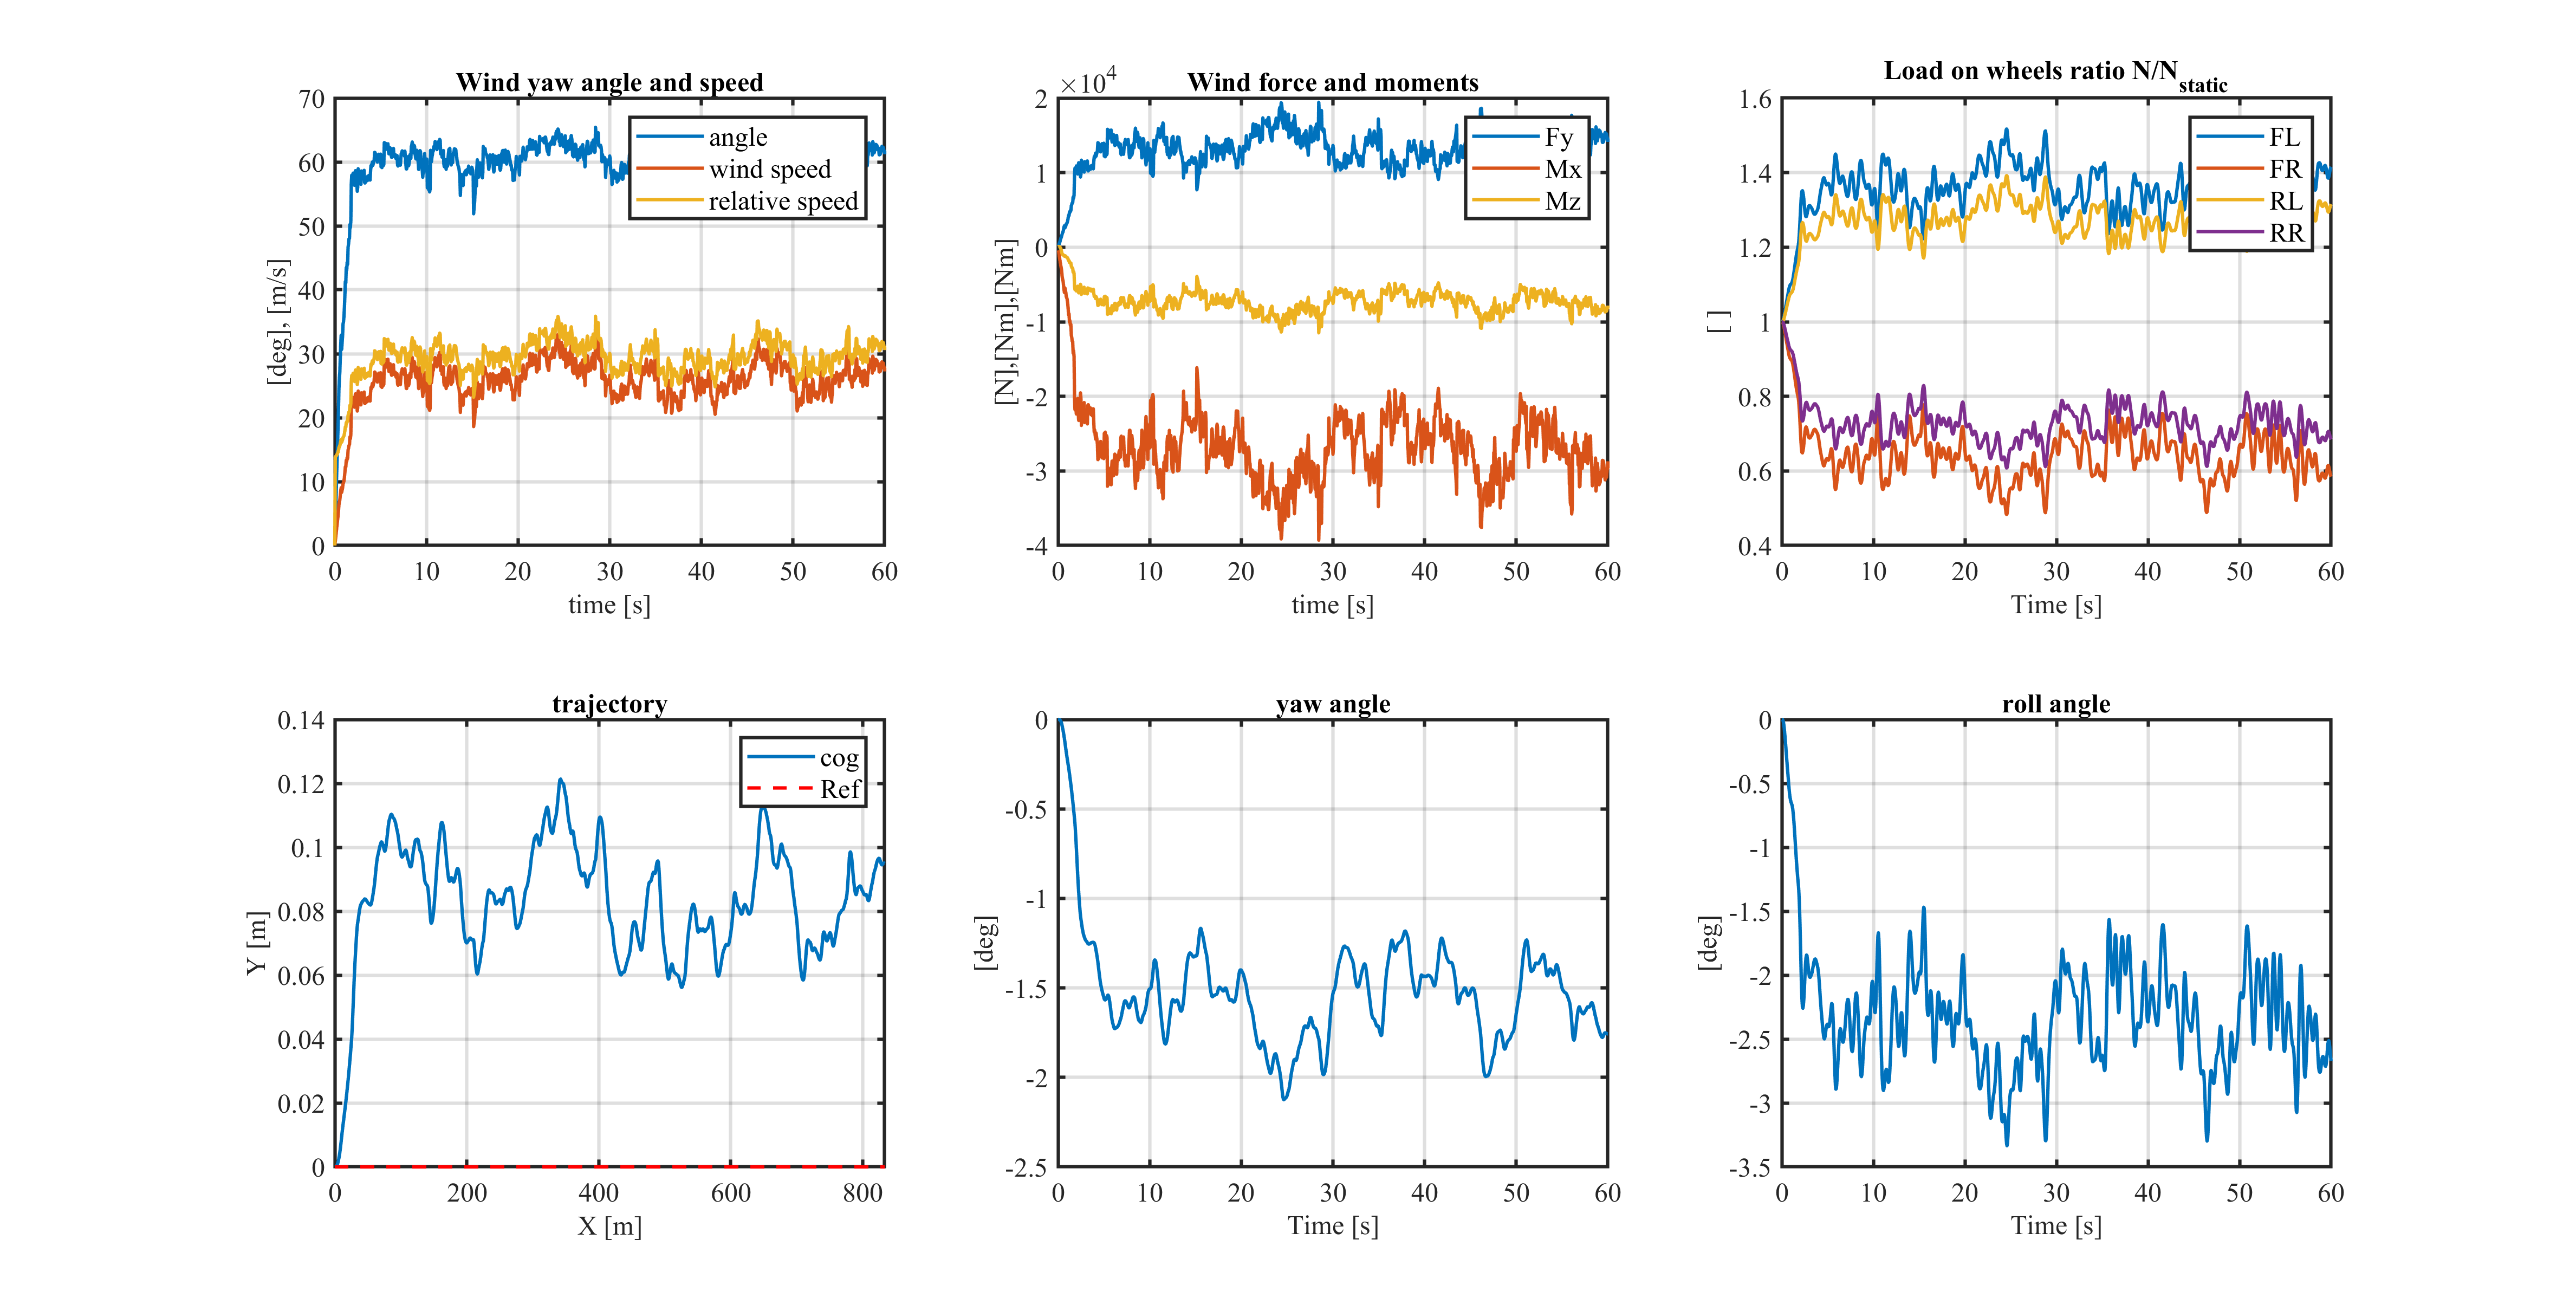 Wind yaw angle and speed
70
60
50
40
30
20
10
0
[deg], [m/s]
angle
wind speed
relative speed
0 10 20 30 40 50 60
time [s]
Wind force and moments
×10^4
2
1
0
-1
-2
-3
-4
[N],[Nm],[Nm]
Fy
Mx
Mz
0 10 20 30 40 50 60
time [s]
Load on wheels ratio N/N_static
1.6
1.4
1.2
1
0.8
0.6
0.4
[ ]
FL
FR
RL
RR
0 10 20 30 40 50 60
Time [s]
trajectory
0.14
0.12
0.1
0.08
0.06
0.04
0.02
0
Y [m]
cog
Ref
0 200 400 600 800
X [m]
yaw angle
0
-0.5
-1
-1.5
-2
-2.5
[deg]
0 10 20 30 40 50 60
Time [s]
roll angle
0
-0.5
-1
-1.5
-2
-2.5
-3
-3.5
[deg]
0 10 20 30 40 50 60
Time [s]